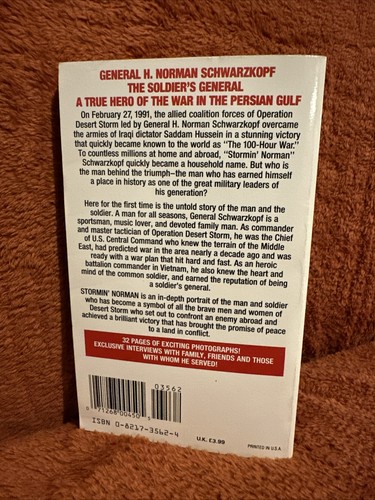 GENERAL H. NORMAN SCHWARZKOPF
THE SOLDIER'S GENERAL
A TRUE HERO OF THE WAR IN THE PERSIAN GULF
On February 27, 1991, the allied coalition forces of Operation
Desert Storm led by General H. Norman Schwarzkopf overcame
the armies of Iraqi dictator Saddam Hussein in a stunning victory
that quickly became known to the world as "The 100-Hour War."
To countless millions at home and abroad, "Stormin' Norman"
Schwarzkopf quickly became a household name. But who is
the man behind the triumph—the man who has earned himself
a place in history as one of the great military leaders of
his generation?
Here for the first time is the untold story of the man and the
soldier. A man for all seasons, General Schwarzkopf is a
sportsman, music lover, and devoted family man. As commander
and master tactician of Operation Desert Storm, he was the Chief
of U.S. Central Command who knew the terrain of the Middle
East, had predicted war in the area nearly a decade ago and was
ready with a war plan that hit hard and fast. As an heroic
battalion commander in Vietnam, he also knew the heart and
mind of the common soldier, and earned the reputation of being
a soldier's general.
STORMIN' NORMAN is an in-depth portrait of the man and soldier
who has become a symbol of all the brave men and women of
Desert Storm who set out to confront an enemy abroad and
achieved a brilliant victory that has brought the promise of peace
to a land in conflict.
32 PAGES OF EXCITING PHOTOGRAPHS!
EXCLUSIVE INTERVIEWS WITH FAMILY, FRIENDS AND THOSE
WITH WHOM HE SERVED!
03562
71268 00450
ISBN 0-8217-3562-4
U.K. £3.99
PRINTED IN U.S.A.